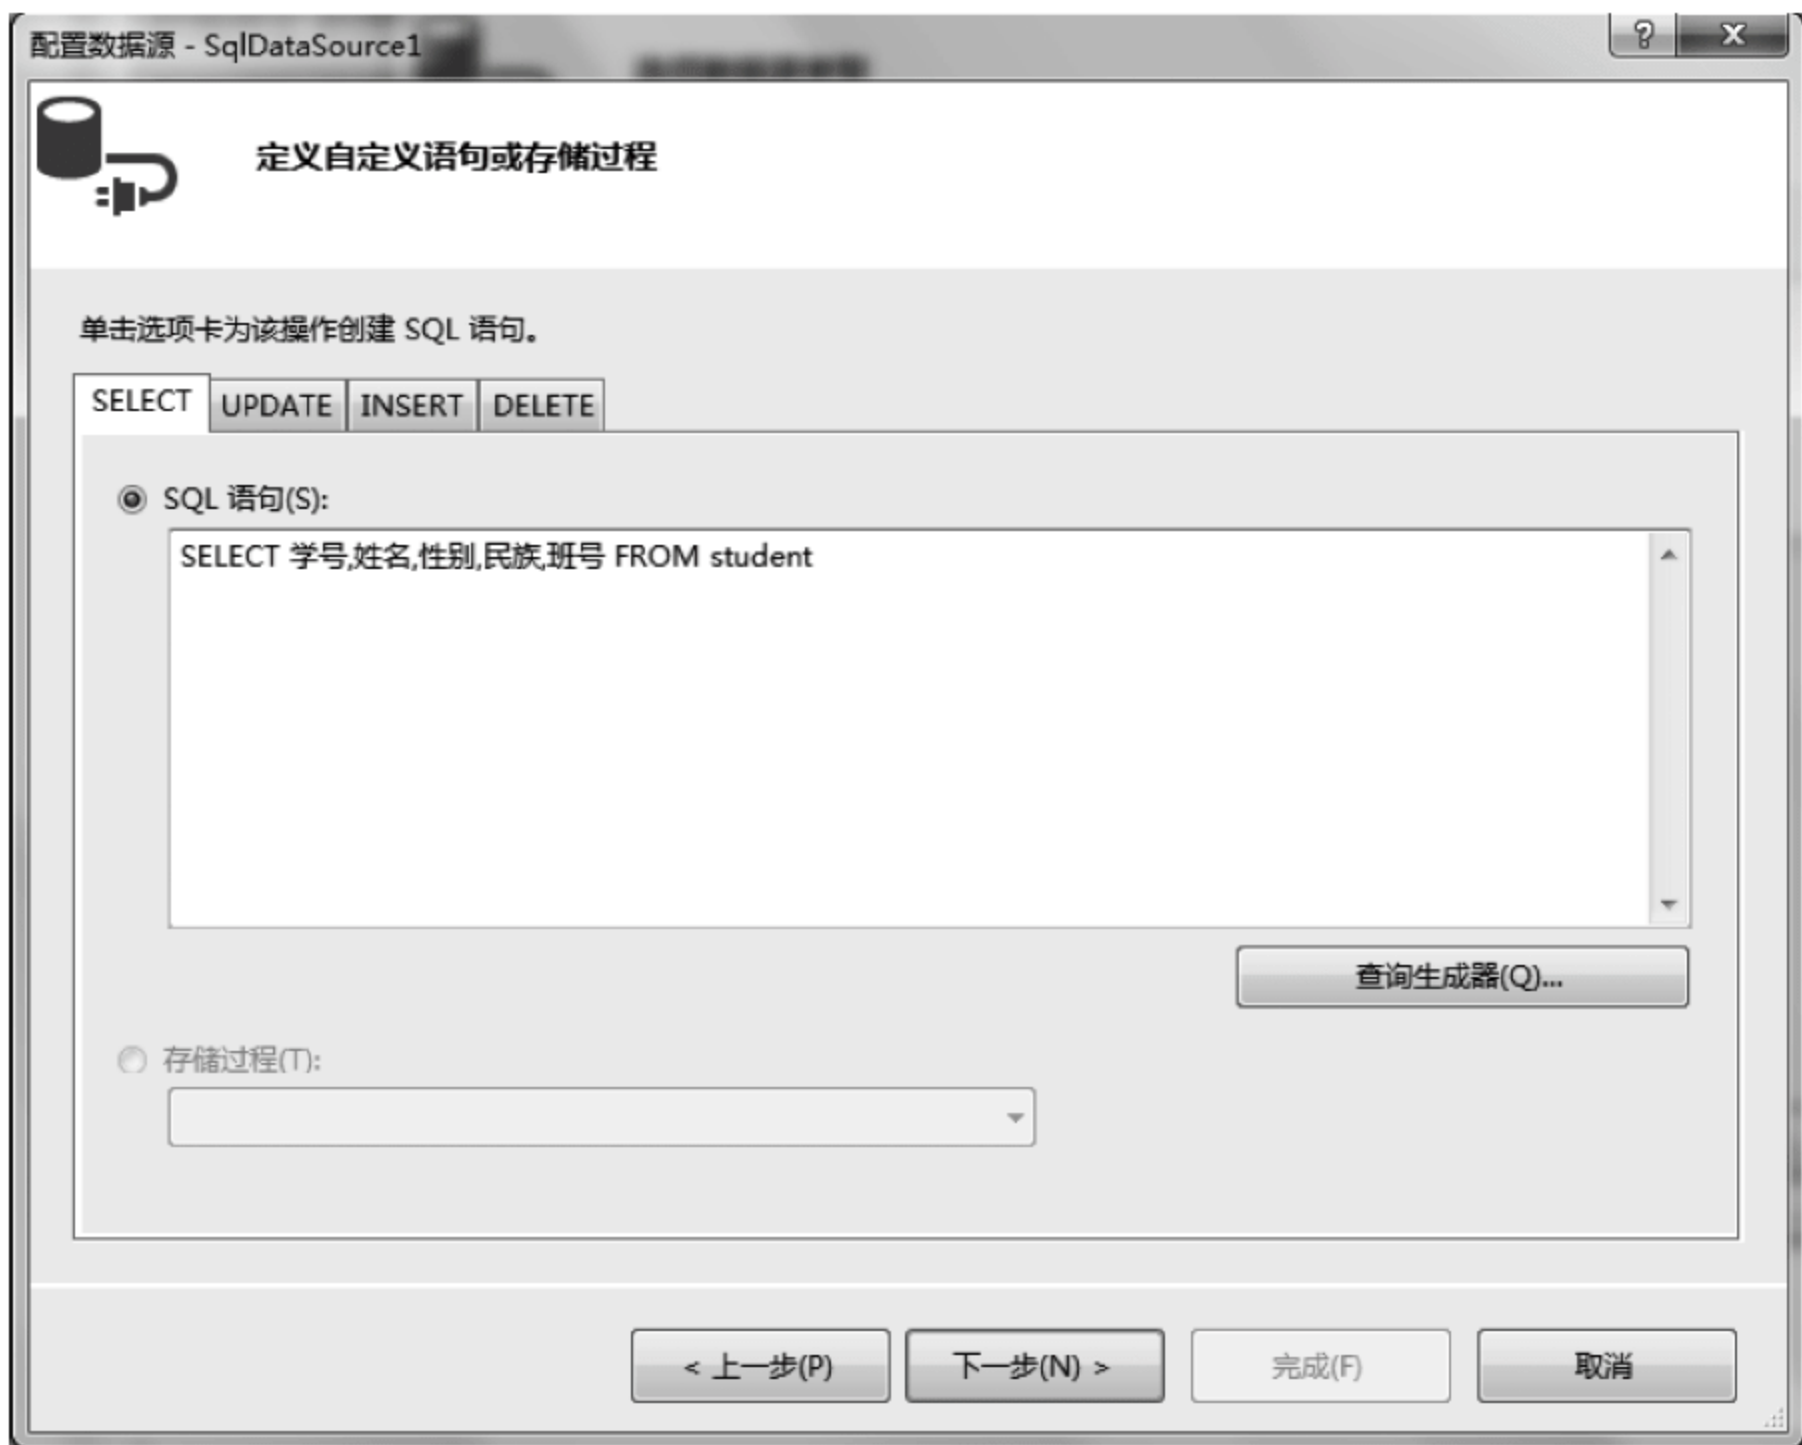 配置数据源 - SqlDataSource1
定义自定义语句或存储过程
单击选项卡为该操作创建 SQL 语句。
SELECT UPDATE INSERT DELETE
SQL 语句(S):
SELECT 学号,姓名,性别,民族,班号 FROM student
查询生成器(Q)...
存储过程(T):
< 上一步(P) 下一步(N) > 完成(F) 取消